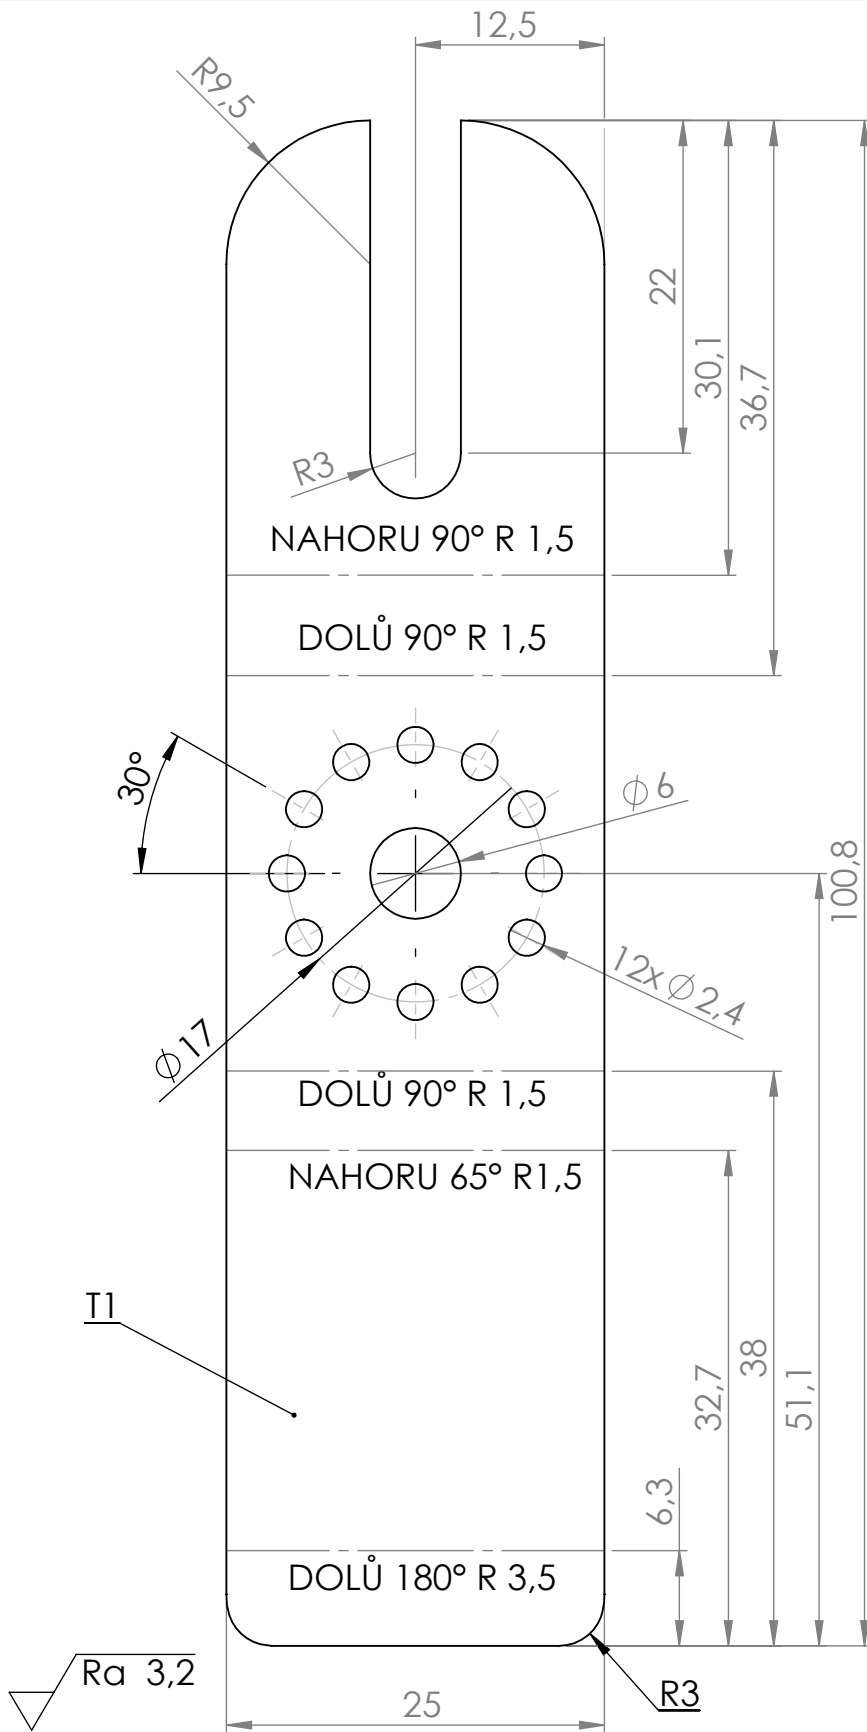 12,5
R9,5
22
30,1
36,7
R3
NAHORU 90° R 1,5
DOLŮ 90° R 1,5
30°
⌀ 6
100,8
12x ⌀ 2,4
⌀ 17
DOLŮ 90° R 1,5
NAHORU 65° R1,5
T1
32,7
38
51,1
6,3
DOLŮ 180° R 3,5
Ra 3,2
R3
25